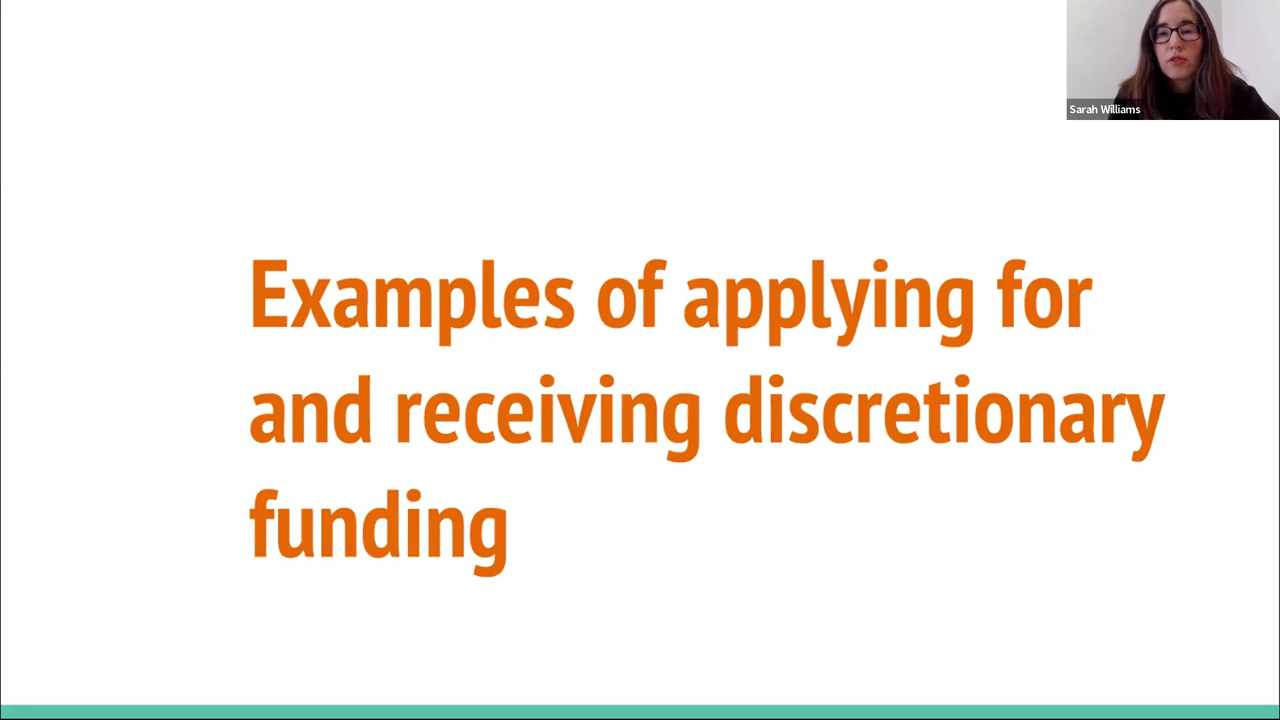 Sarah Williams
Examples of applying for
and receiving discretionary
funding